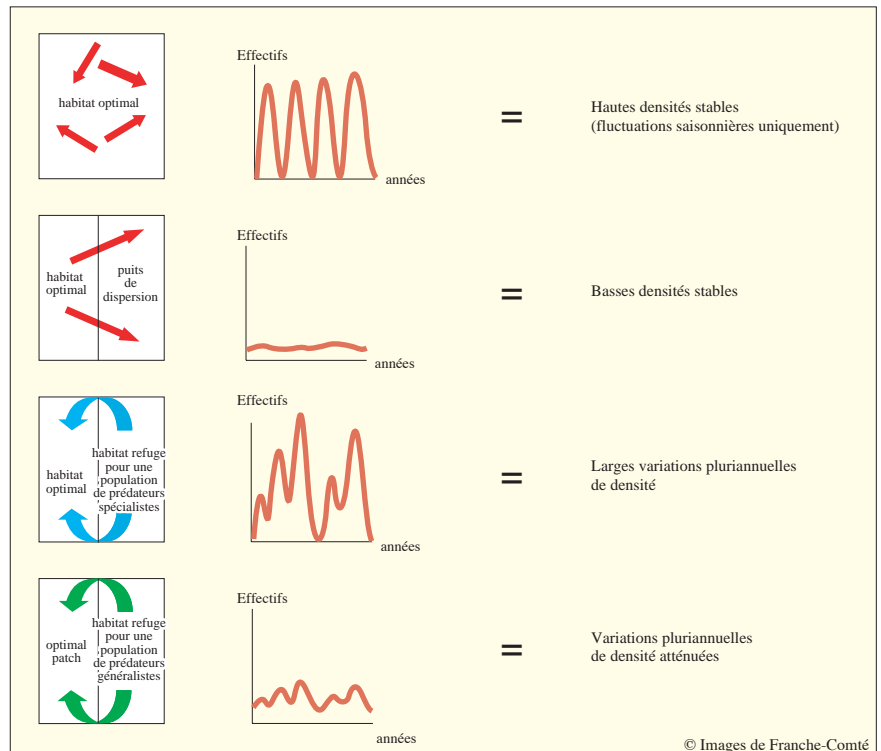 Effectifs
habitat optimal
années
=
Hautes densités stables
(fluctuations saisonnières uniquement)
Effectifs
habitat
optimal
puits
de
dispersion
années
=
Basses densités stables
Effectifs
habitat
optimal
habitat refuge
pour une
population
de prédateurs
spécialistes
années
=
Larges variations pluriannuelles
de densité
Effectifs
optimal
patch
habitat refuge
pour une
population
de prédateurs
généralistes
années
=
Variations pluriannuelles
de densité atténuées
© Images de Franche-Comté